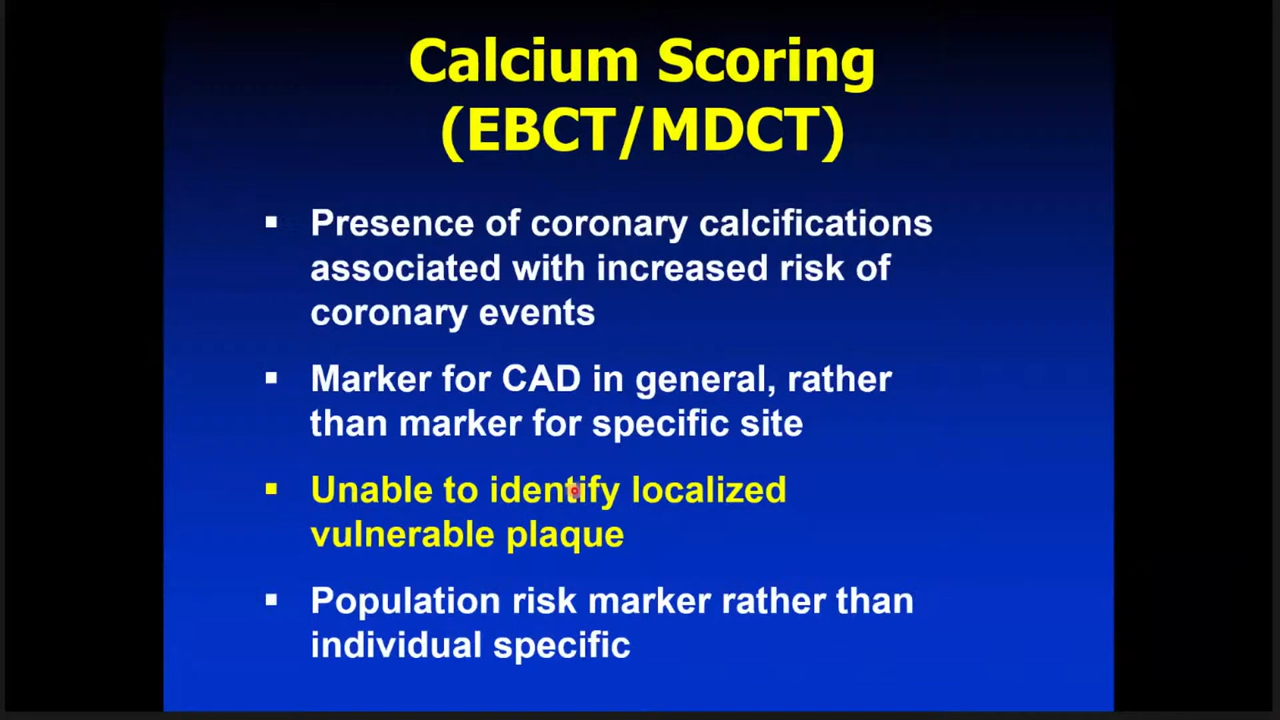 Calcium Scoring
(EBCT/MDCT)
▪ Presence of coronary calcifications
associated with increased risk of
coronary events
▪ Marker for CAD in general, rather
than marker for specific site
▪ Unable to identify localized
vulnerable plaque
▪ Population risk marker rather than
individual specific